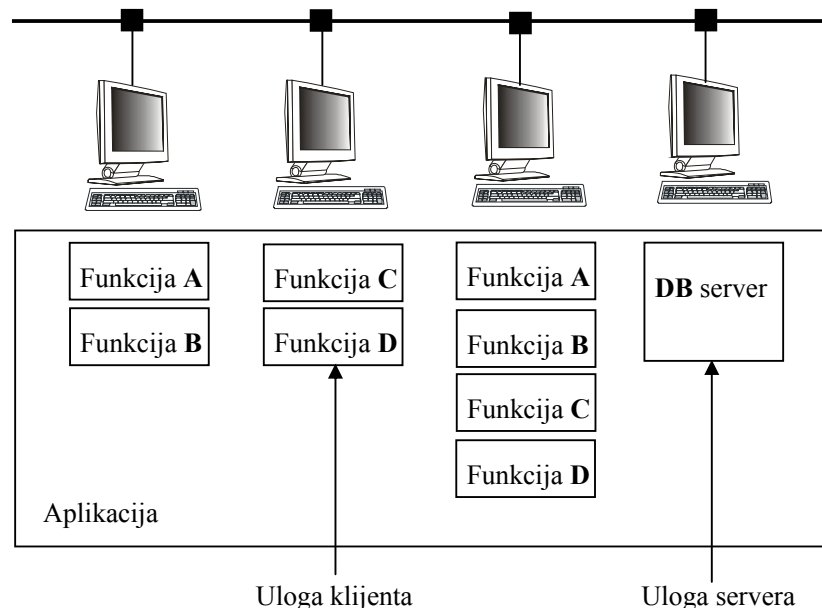 Funkcija A
Funkcija B
Funkcija C
Funkcija D
Funkcija A
Funkcija B
Funkcija C
Funkcija D
DB server
Aplikacija
Uloga klijenta
Uloga servera